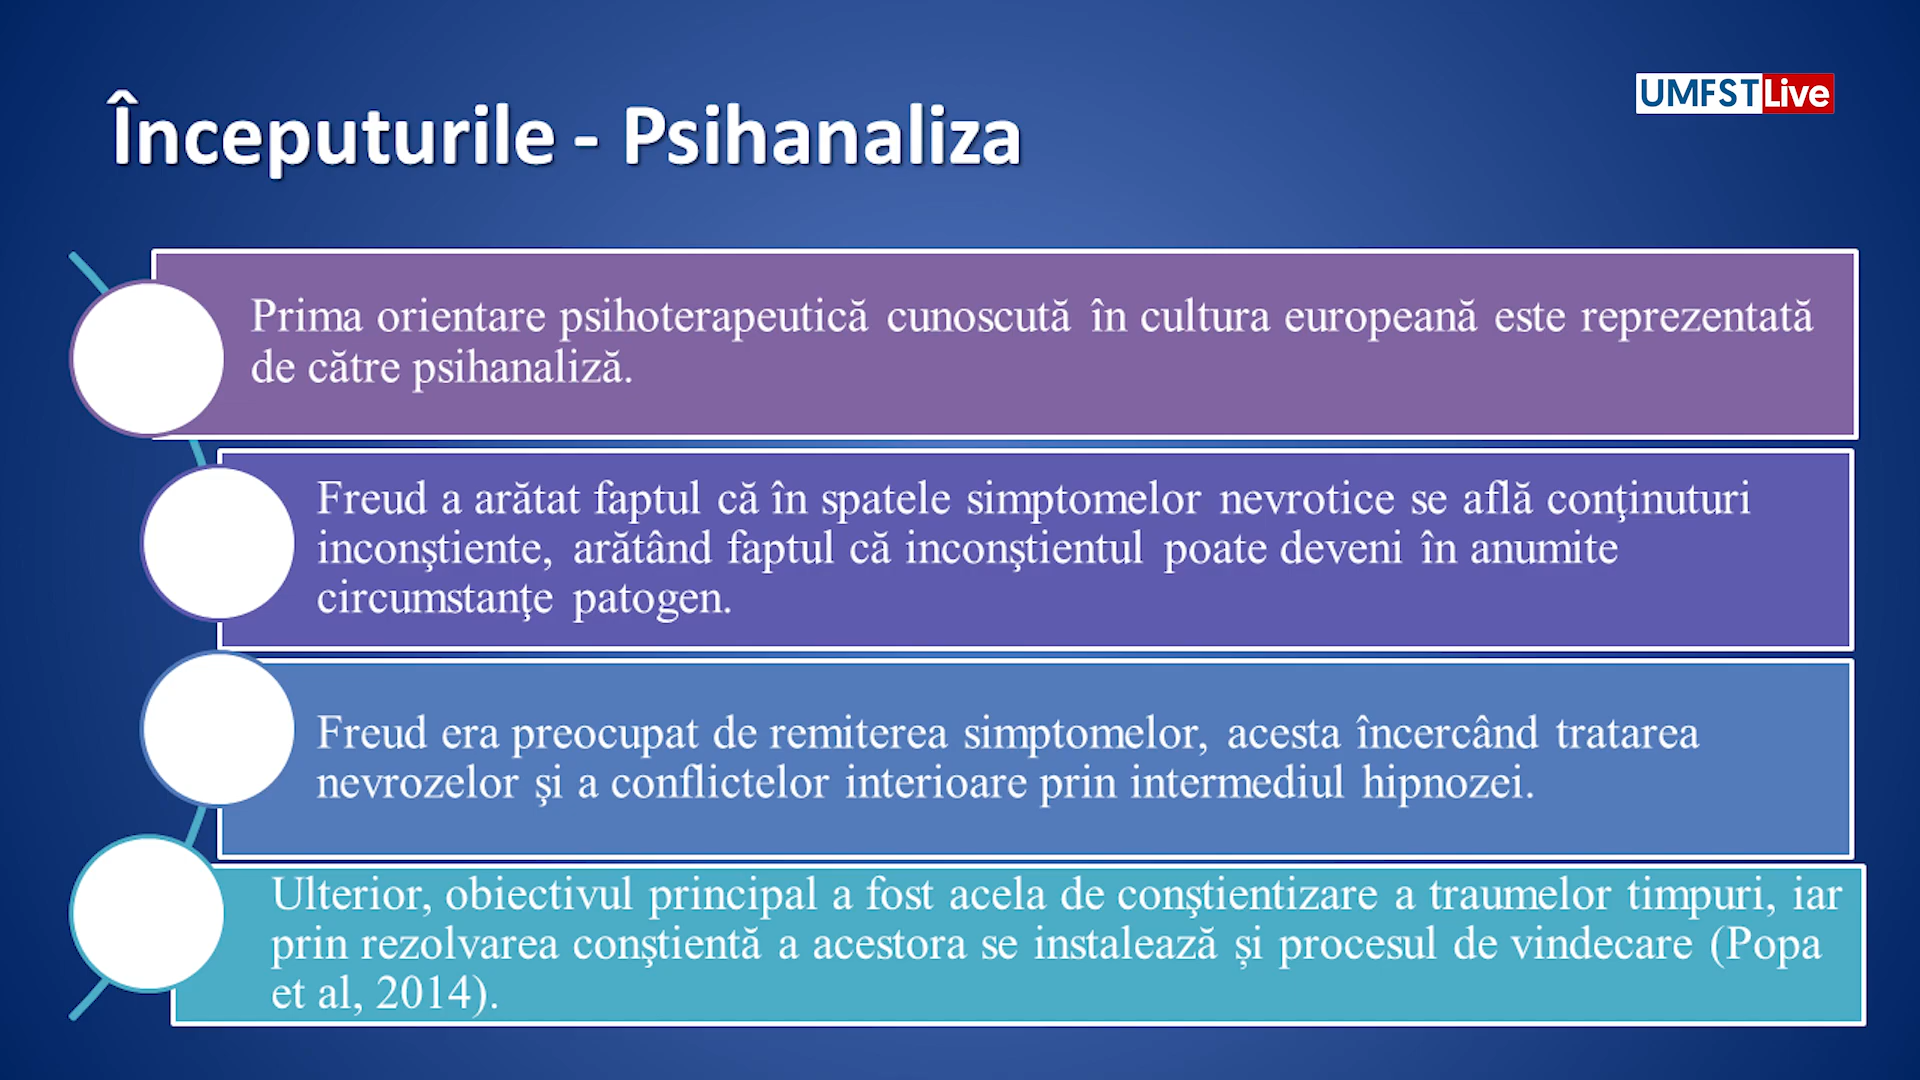 Începuturile - Psihanaliza
UMFST Live
Prima orientare psihoterapeutică cunoscută în cultura europeană este reprezentată
de către psihanaliză.
Freud a arătat faptul că în spatele simptomelor nevrotice se află conţinuturi
inconştiente, arătând faptul că inconştientul poate deveni în anumite
circumstanţe patogen.
Freud era preocupat de remiterea simptomelor, acesta încercând tratarea
nevrozelor şi a conflictelor interioare prin intermediul hipnozei.
Ulterior, obiectivul principal a fost acela de conştientizare a traumelor timpuri, iar
prin rezolvarea conştientă a acestora se instalează și procesul de vindecare (Popa
et al, 2014).